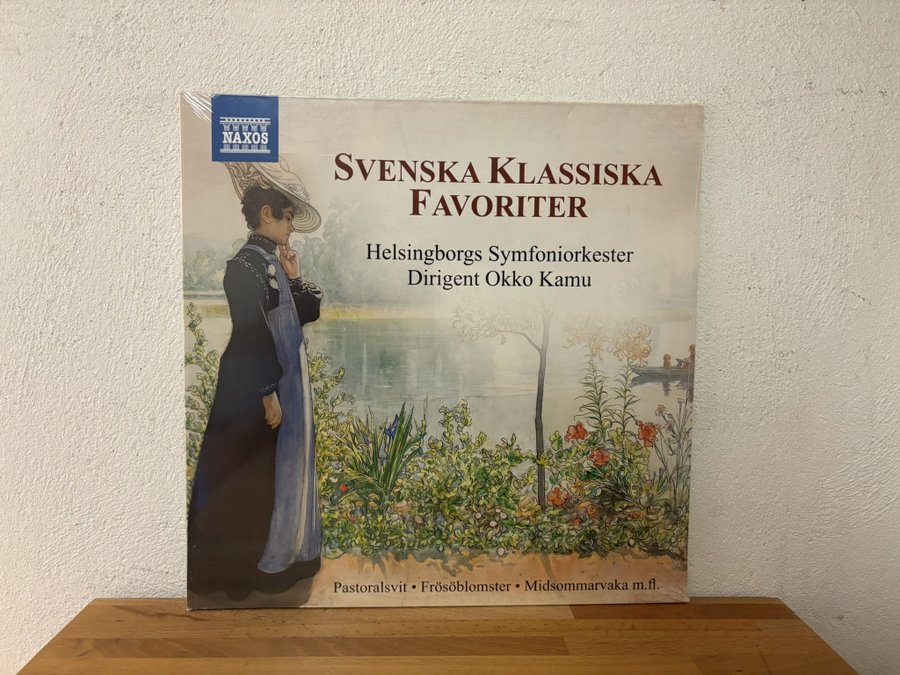 NAXOS
SVENSKA KLASSISKA
FAVORITER
Helsingborgs Symfoniorkester
Dirigent Okko Kamu
Pastoralsvit • Frösöblomster • Midsommarvaka m.fl.